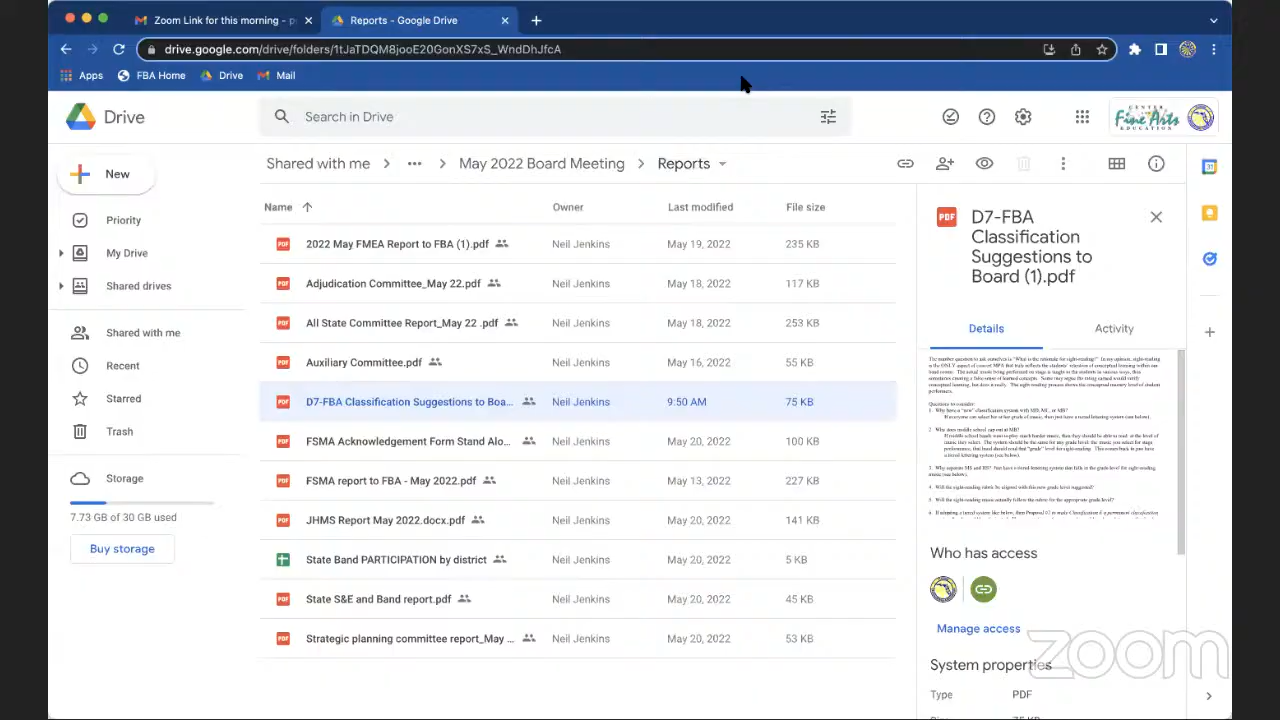 Zoom Link for this morning - p
Reports - Google Drive
drive.google.com/drive/folders/1tJaTDQM8jooE20GonXS7xS_WndDhJfcA
Apps FBA Home Drive Mail
Drive
Search in Drive
CENTER
Fine Arts
EDUCATION
New
Shared with me
May 2022 Board Meeting
Reports
Priority
My Drive
Shared drives
Shared with me
Recent
Starred
Trash
Storage
7.73 GB of 30 GB used
Buy storage
Name Owner Last modified File size
2022 May FMEA Report to FBA (1).pdf Neil Jenkins May 19, 2022 235 KB
Adjudication Committee_May 22.pdf Neil Jenkins May 18, 2022 117 KB
All State Committee Report_May 22 .pdf Neil Jenkins May 18, 2022 253 KB
Auxiliary Committee.pdf Neil Jenkins May 16, 2022 55 KB
D7-FBA Classification Suggestions to Boa... Neil Jenkins 9:50 AM 75 KB
FSMA Acknowledgement Form Stand Alo... Neil Jenkins May 20, 2022 100 KB
FSMA report to FBA - May 2022.pdf Neil Jenkins May 13, 2022 227 KB
JHMS Report May 2022.docx.pdf Neil Jenkins May 20, 2022 141 KB
State Band PARTICIPATION by district Neil Jenkins May 20, 2022 5 KB
State S&E and Band report.pdf Neil Jenkins May 20, 2022 45 KB
Strategic planning committee report_May ... Neil Jenkins May 20, 2022 53 KB
D7-FBA
Classification
Suggestions to
Board (1).pdf
Details Activity
Questions to consider:
Who has access
Manage access
System properties
Type PDF
zoom